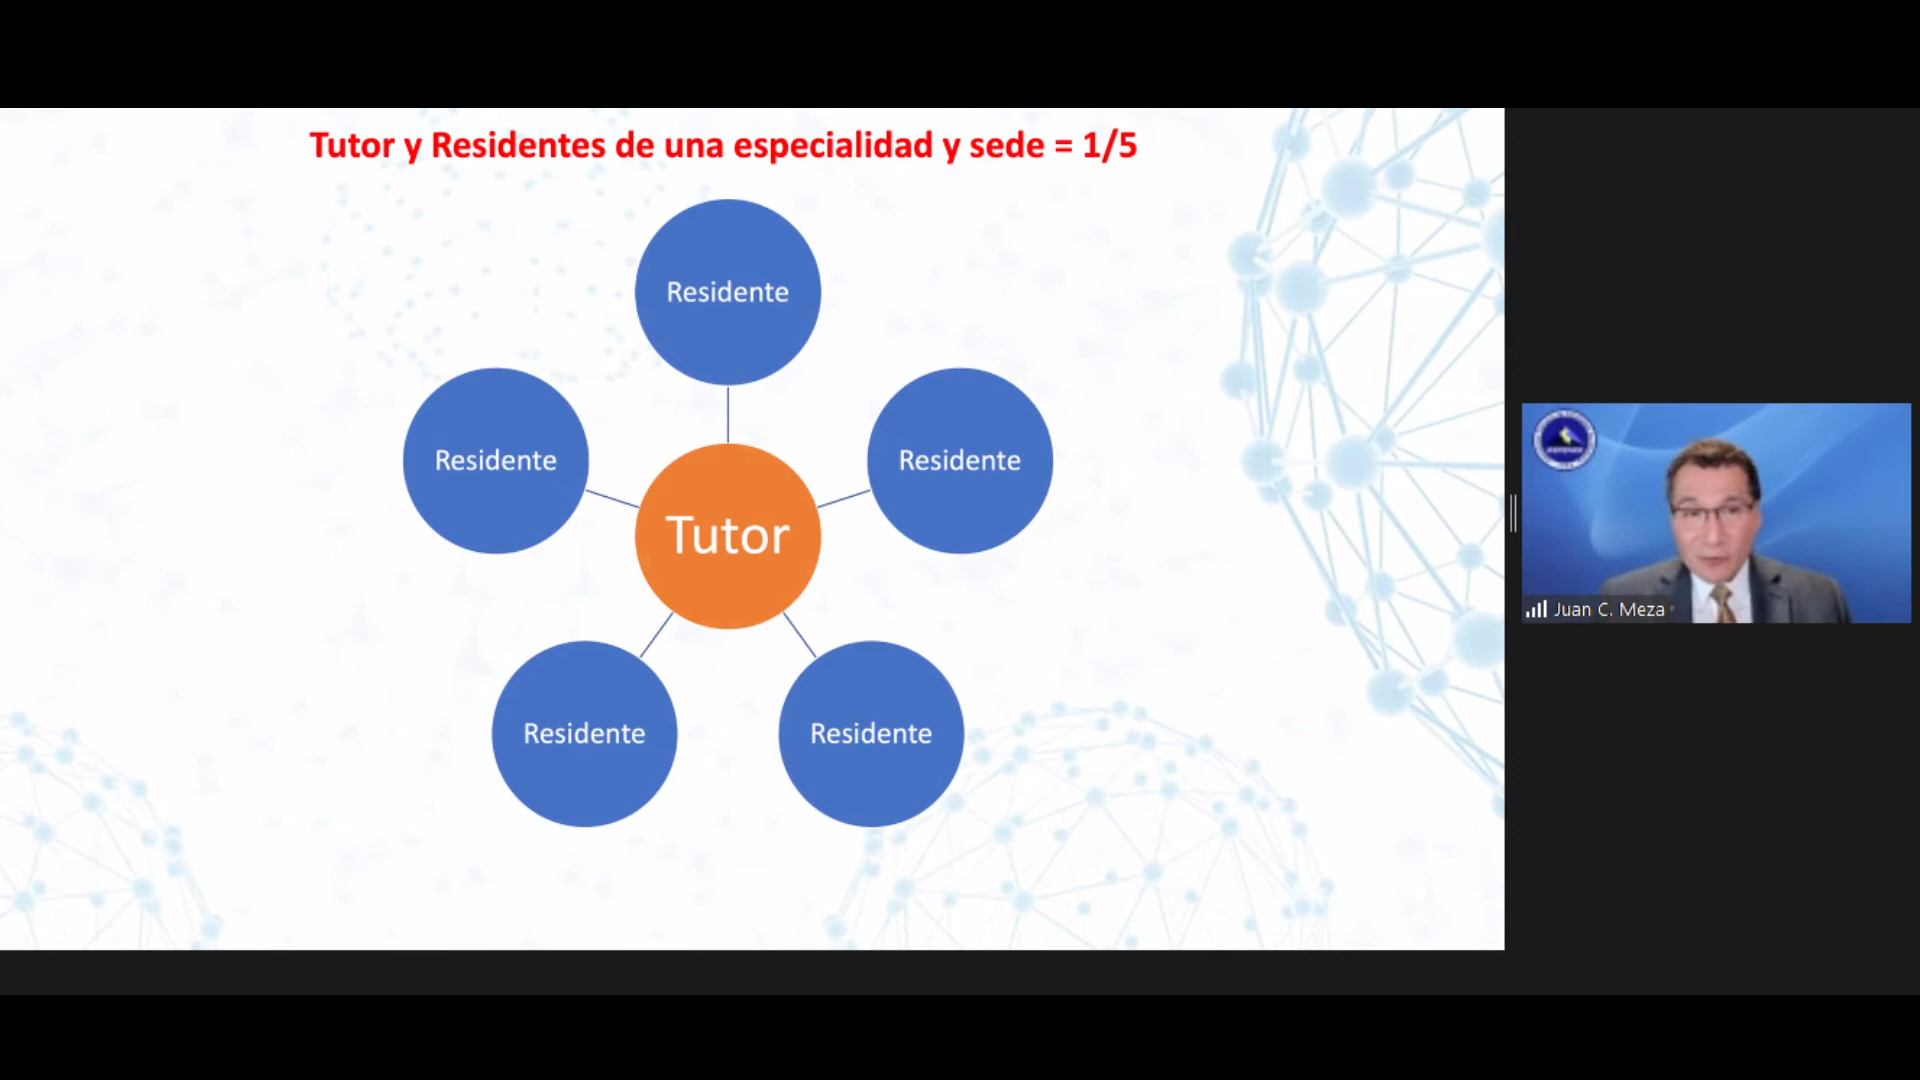 Tutor y Residentes de una especialidad y sede = 1/5
Residente
Residente
Residente
Tutor
Residente
Residente
Juan C. Meza